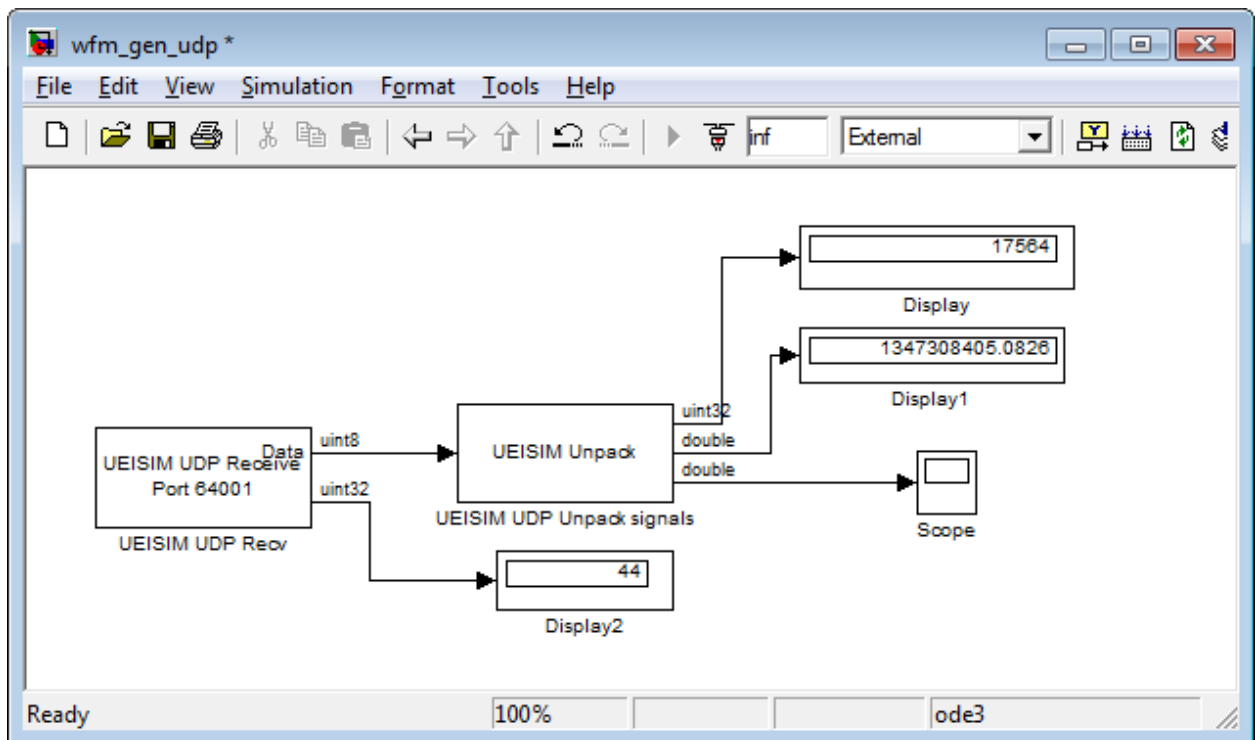 wfm_gen_udp *
File Edit View Simulation Format Tools Help
inf External
17564
Display
1347308405.0826
Display1
uint32
double
double
UEISIM Unpack
UEISIM UDP Unpack signals
Data
uint8
UEISIM UDP Receive
Port 64001
uint32
UEISIM UDP Recv
Scope
44
Display2
Ready 100% ode3